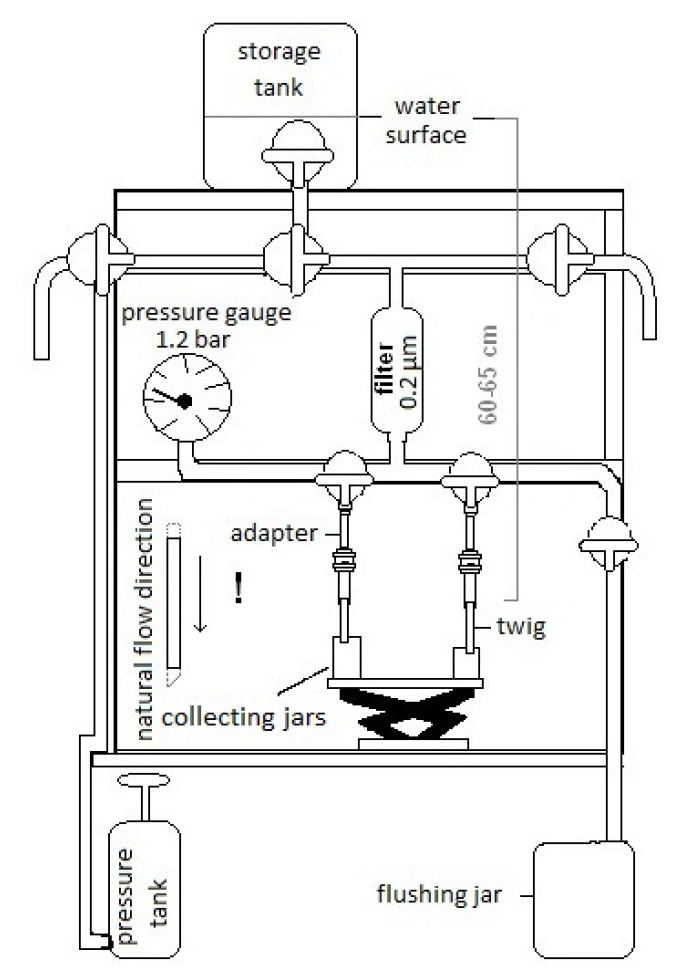 storage
tank
water
surface
pressure gauge
1.2 bar
filter
0.2 µm
60-65 cm
natural flow direction
!
adapter
twig
collecting jars
pressure
tank
flushing jar